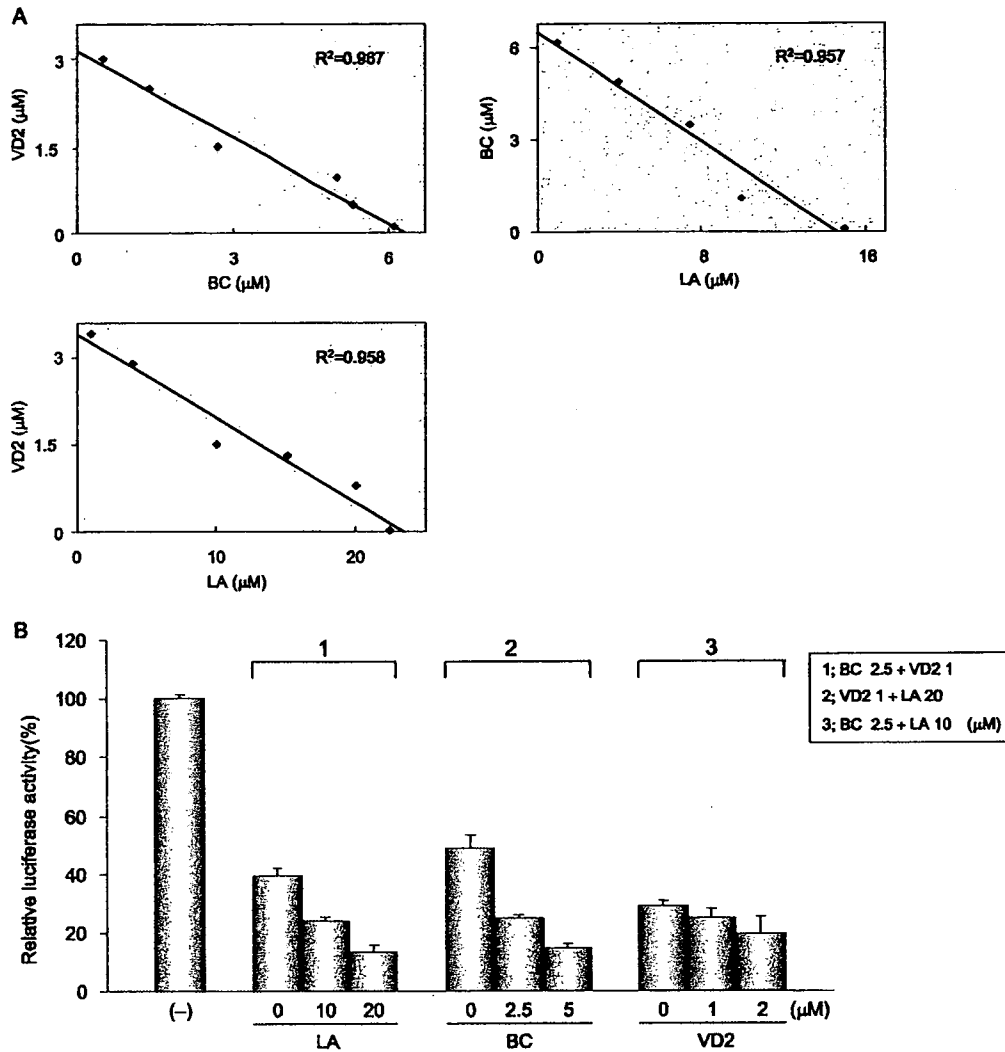 A
R²=0.967
VD2 (μM)
3
1.5
0
0
3
6
BC (μM)
R²=0.957
BC (μM)
6
3
0
0
8
16
LA (μM)
R²=0.958
VD2 (μM)
3
1.5
0
0
10
20
LA (μM)
B
Relative luciferase activity(%)
120
100
80
60
40
20
0
1
2
3
1; BC 2.5 + VD2 1
2; VD2 1 + LA 20
3; BC 2.5 + LA 10 (μM)
(–)
0 10 20
0 2.5 5
0 1 2 (μM)
LA
BC
VD2